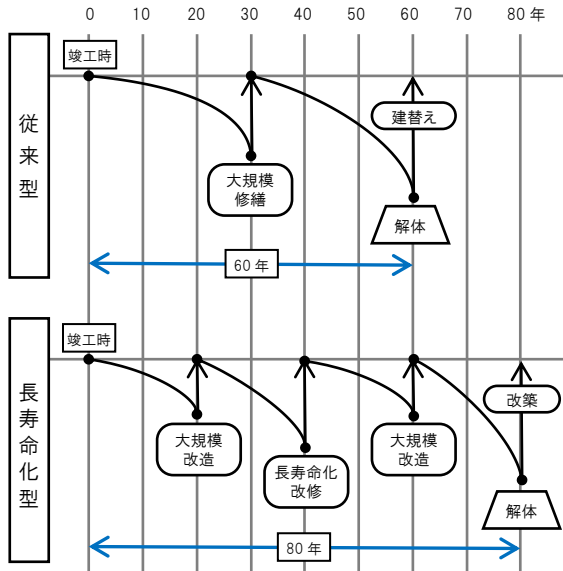 0 10 20 30 40 50 60 70 80 年
従来型
竣工時
大規模
修繕
建替え
解体
60 年
長寿命化型
竣工時
大規模
改造
長寿命化
改修
大規模
改造
改築
解体
80 年